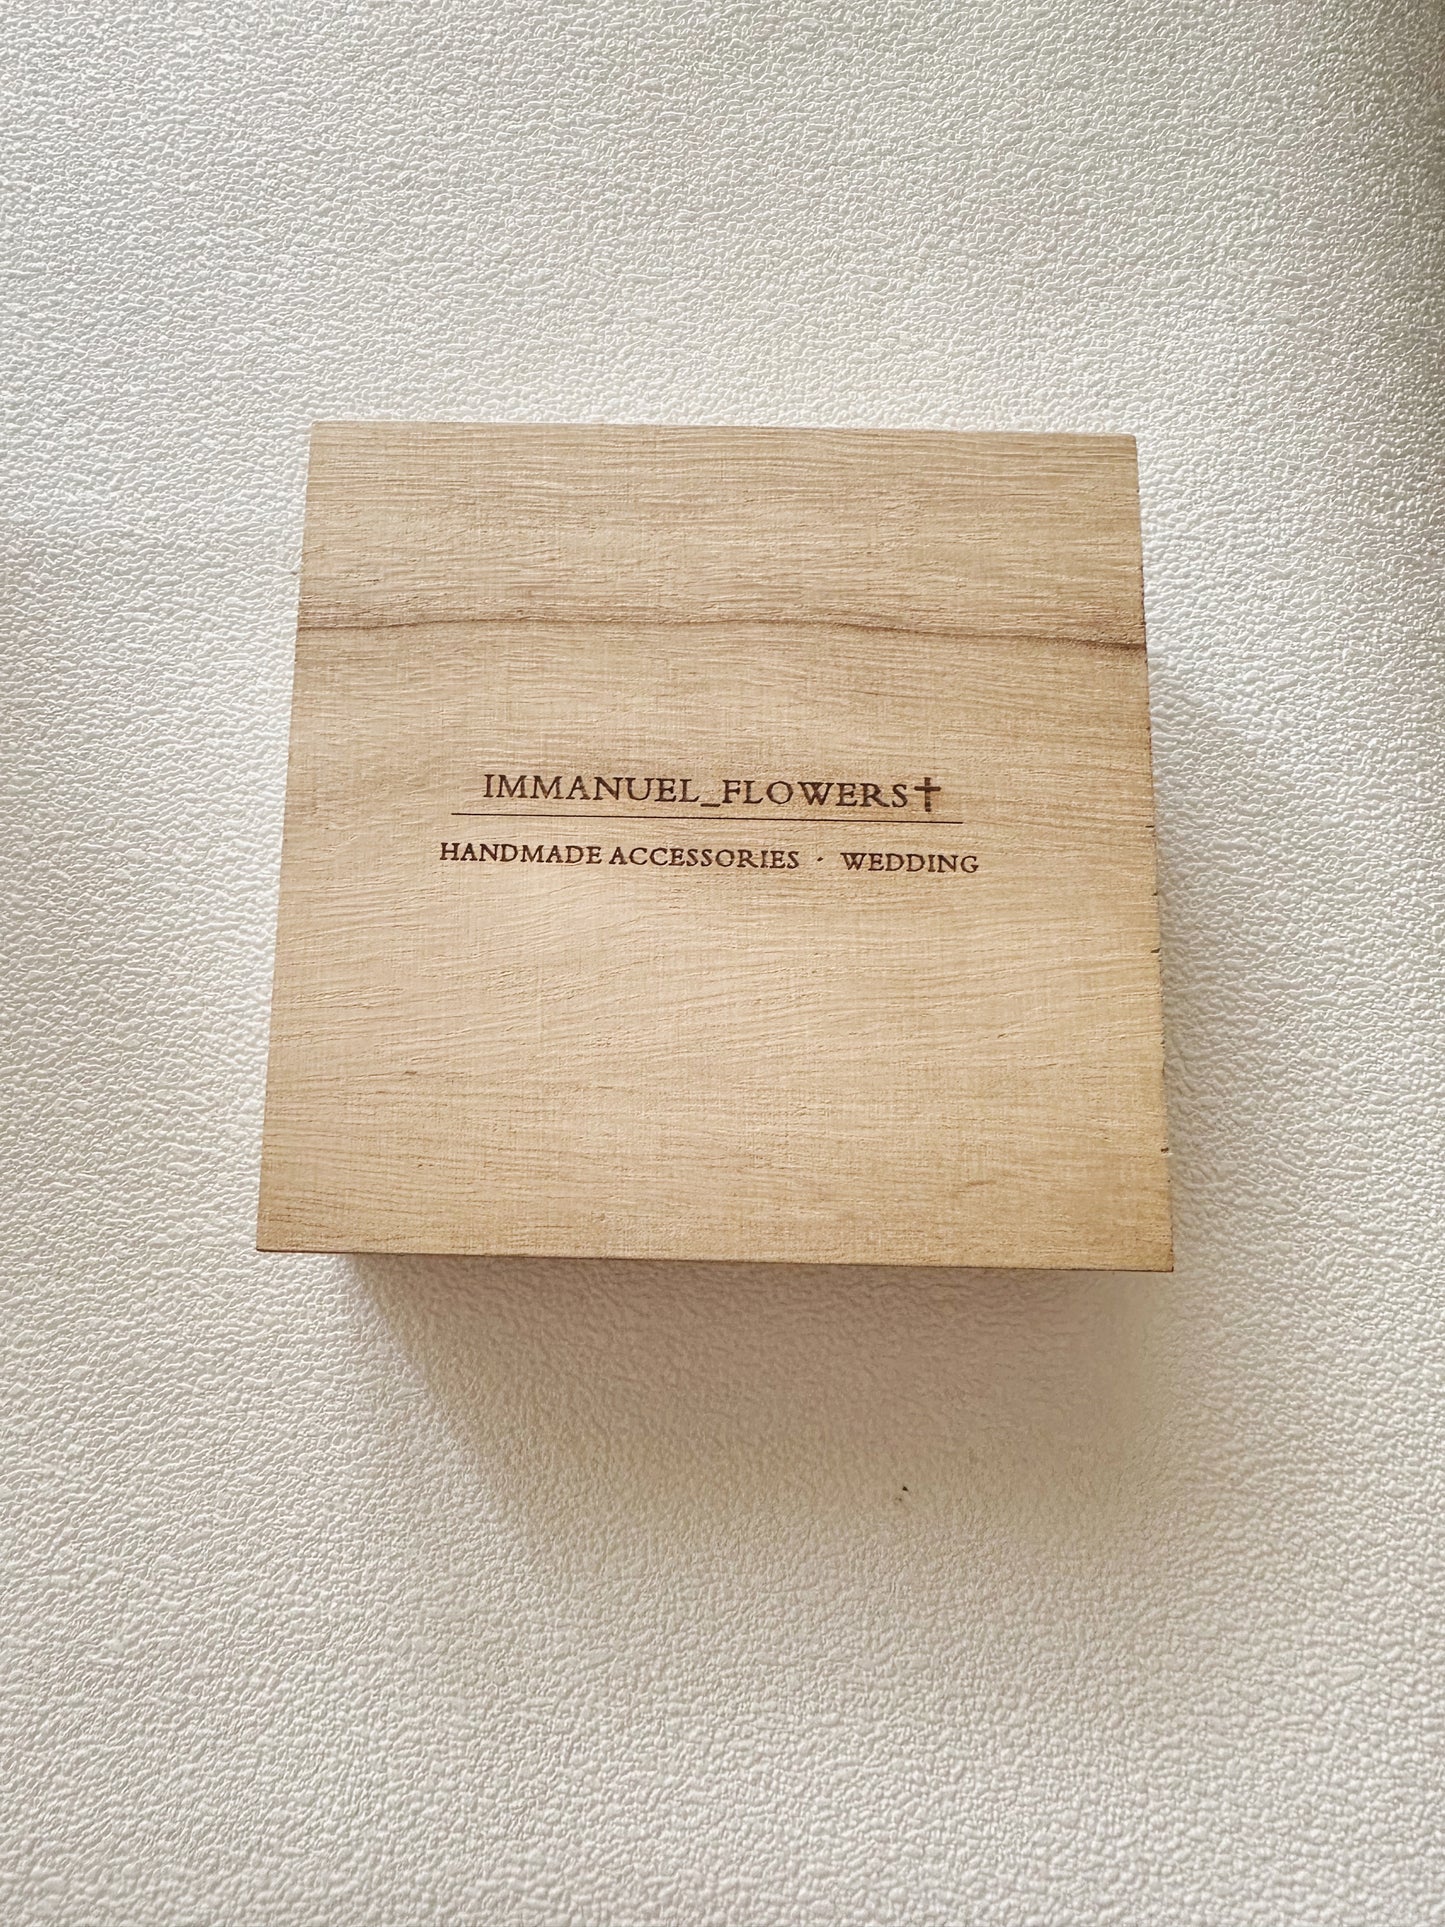 IMMANUEL_FLOWERS✝
HANDMADE ACCESSORIES · WEDDING